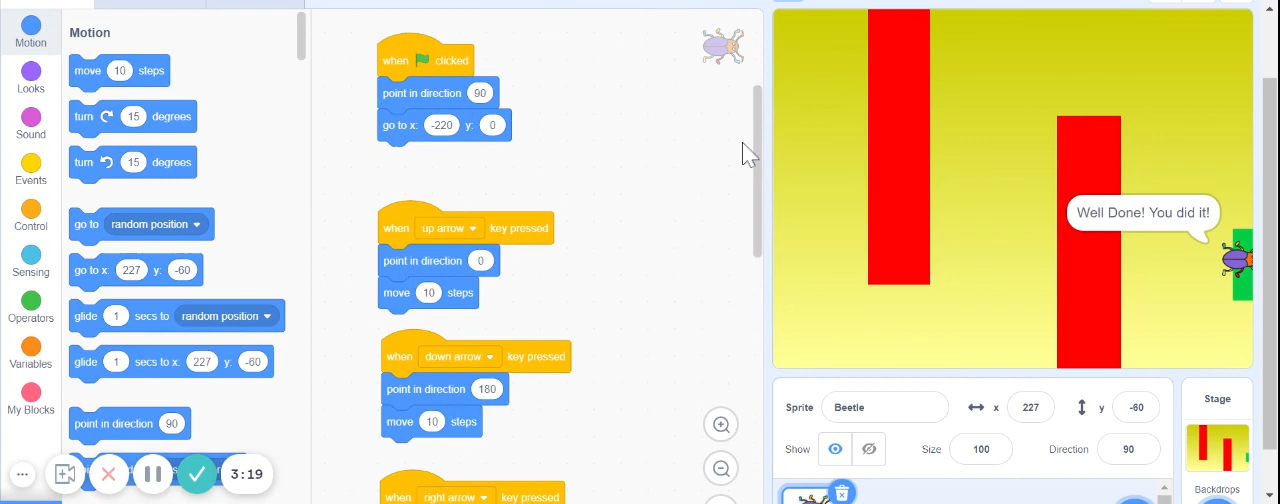 Motion
Looks
Sound
Events
Control
Sensing
Operators
Variables
My Blocks
Motion
move 10 steps
turn 15 degrees
turn 15 degrees
go to random position
go to x: 227 y: -60
glide 1 secs to random position
glide 1 secs to x: 227 y: -60
point in direction 90
3:19
when clicked
point in direction 90
go to x: -220 y: 0
when up arrow key pressed
point in direction 0
move 10 steps
when down arrow key pressed
point in direction 180
move 10 steps
when right arrow key pressed
Well Done! You did it!
Sprite Beetle x 227 y -60
Show Size 100 Direction 90
Stage
Backdrops